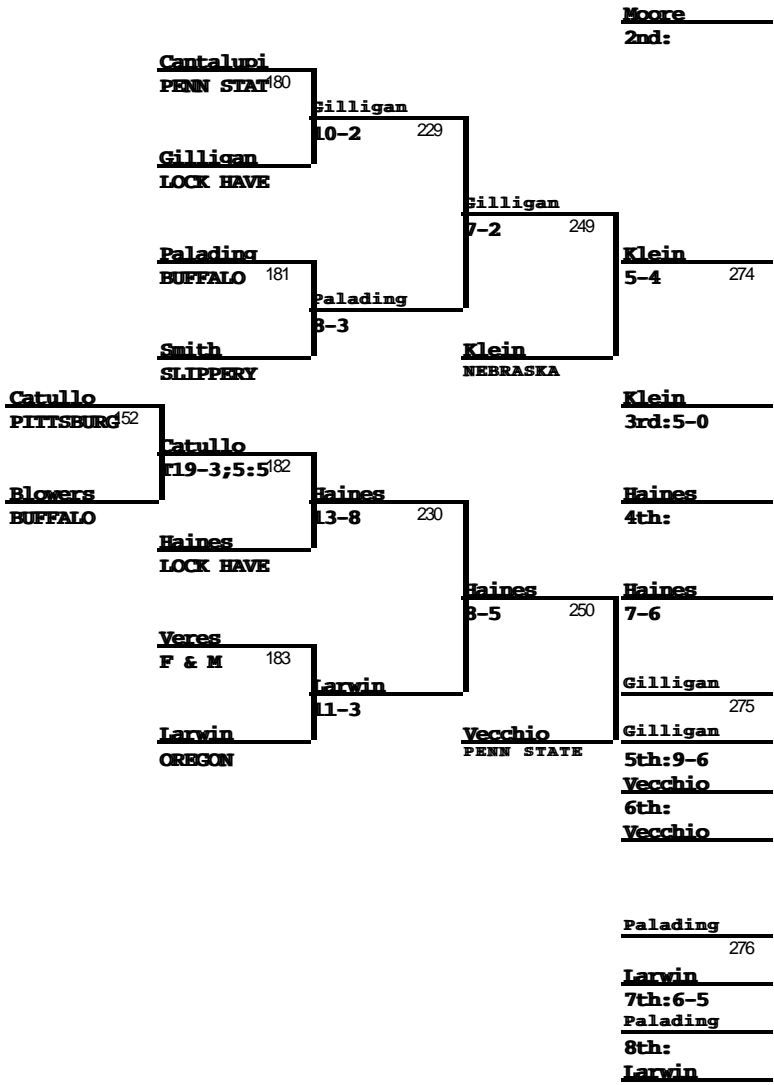 Moore
2nd:
Cantalupi
PENN STAT 180
Gilligan
10-2 229
Gilligan
LOCK HAVE
Gilligan
7-2 249
Palading
BUFFALO 181
Klein
5-4 274
Palading
8-3
Smith
SLIPPERY
Klein
NEBRASKA
Catullo
PITTSBURG 152
Klein
3rd:5-0
Catullo
T19-3;5:5 182
Blowers
BUFFALO
Haines
13-8 230
Haines
4th:
Haines
LOCK HAVE
Haines
8-5 250
Haines
7-6
Veres
F & M 183
Larwin
11-3
Gilligan
275
Larwin
OREGON
Vecchio
PENN STATE
Gilligan
5th:9-6
Vecchio
6th:
Vecchio
Palading
276
Larwin
7th:6-5
Palading
8th:
Larwin